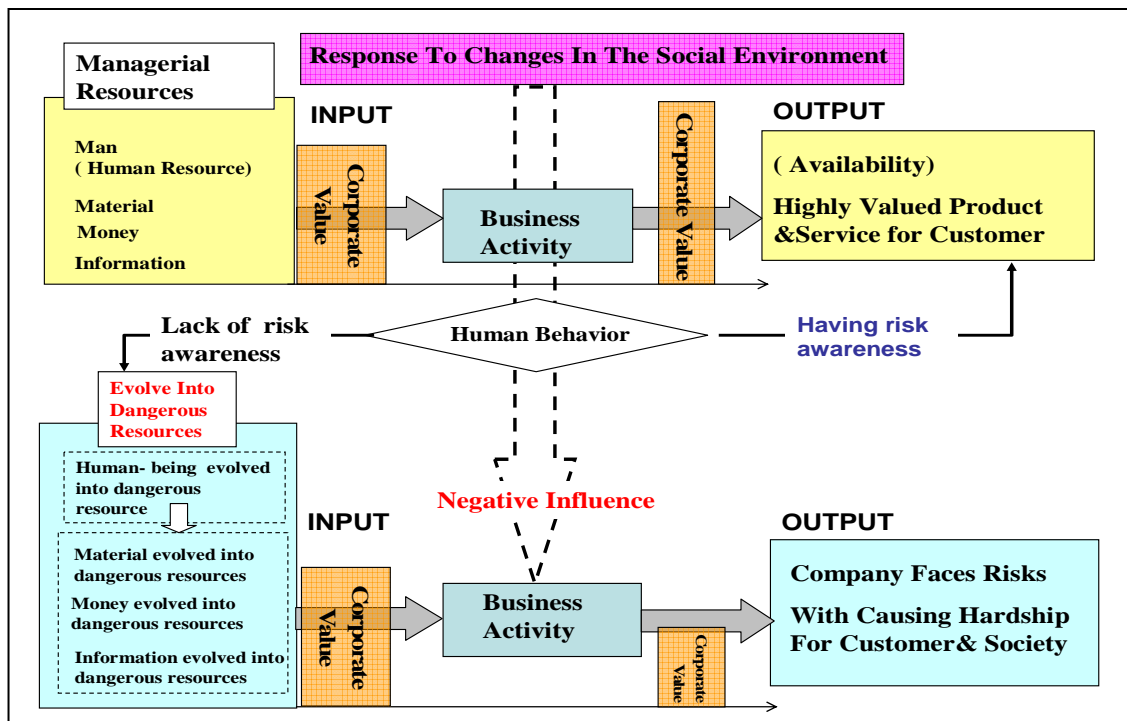 Response To Changes In The Social Environment
Managerial
Resources
INPUT
OUTPUT
Man
( Human Resource)
Material
Money
Information
Corporate
Value
Business
Activity
Corporate Value
( Availability)
Highly Valued Product
&Service for Customer
Lack of risk
awareness
Human Behavior
Having risk
awareness
Evolve Into
Dangerous
Resources
Human- being evolved
into dangerous
resource
Negative Influence
INPUT
OUTPUT
Material evolved into
dangerous resources
Money evolved into
dangerous resources
Information evolved into
dangerous resources
Corporate
Value
Business
Activity
Corporate
Value
Company Faces Risks
With Causing Hardship
For Customer& Society